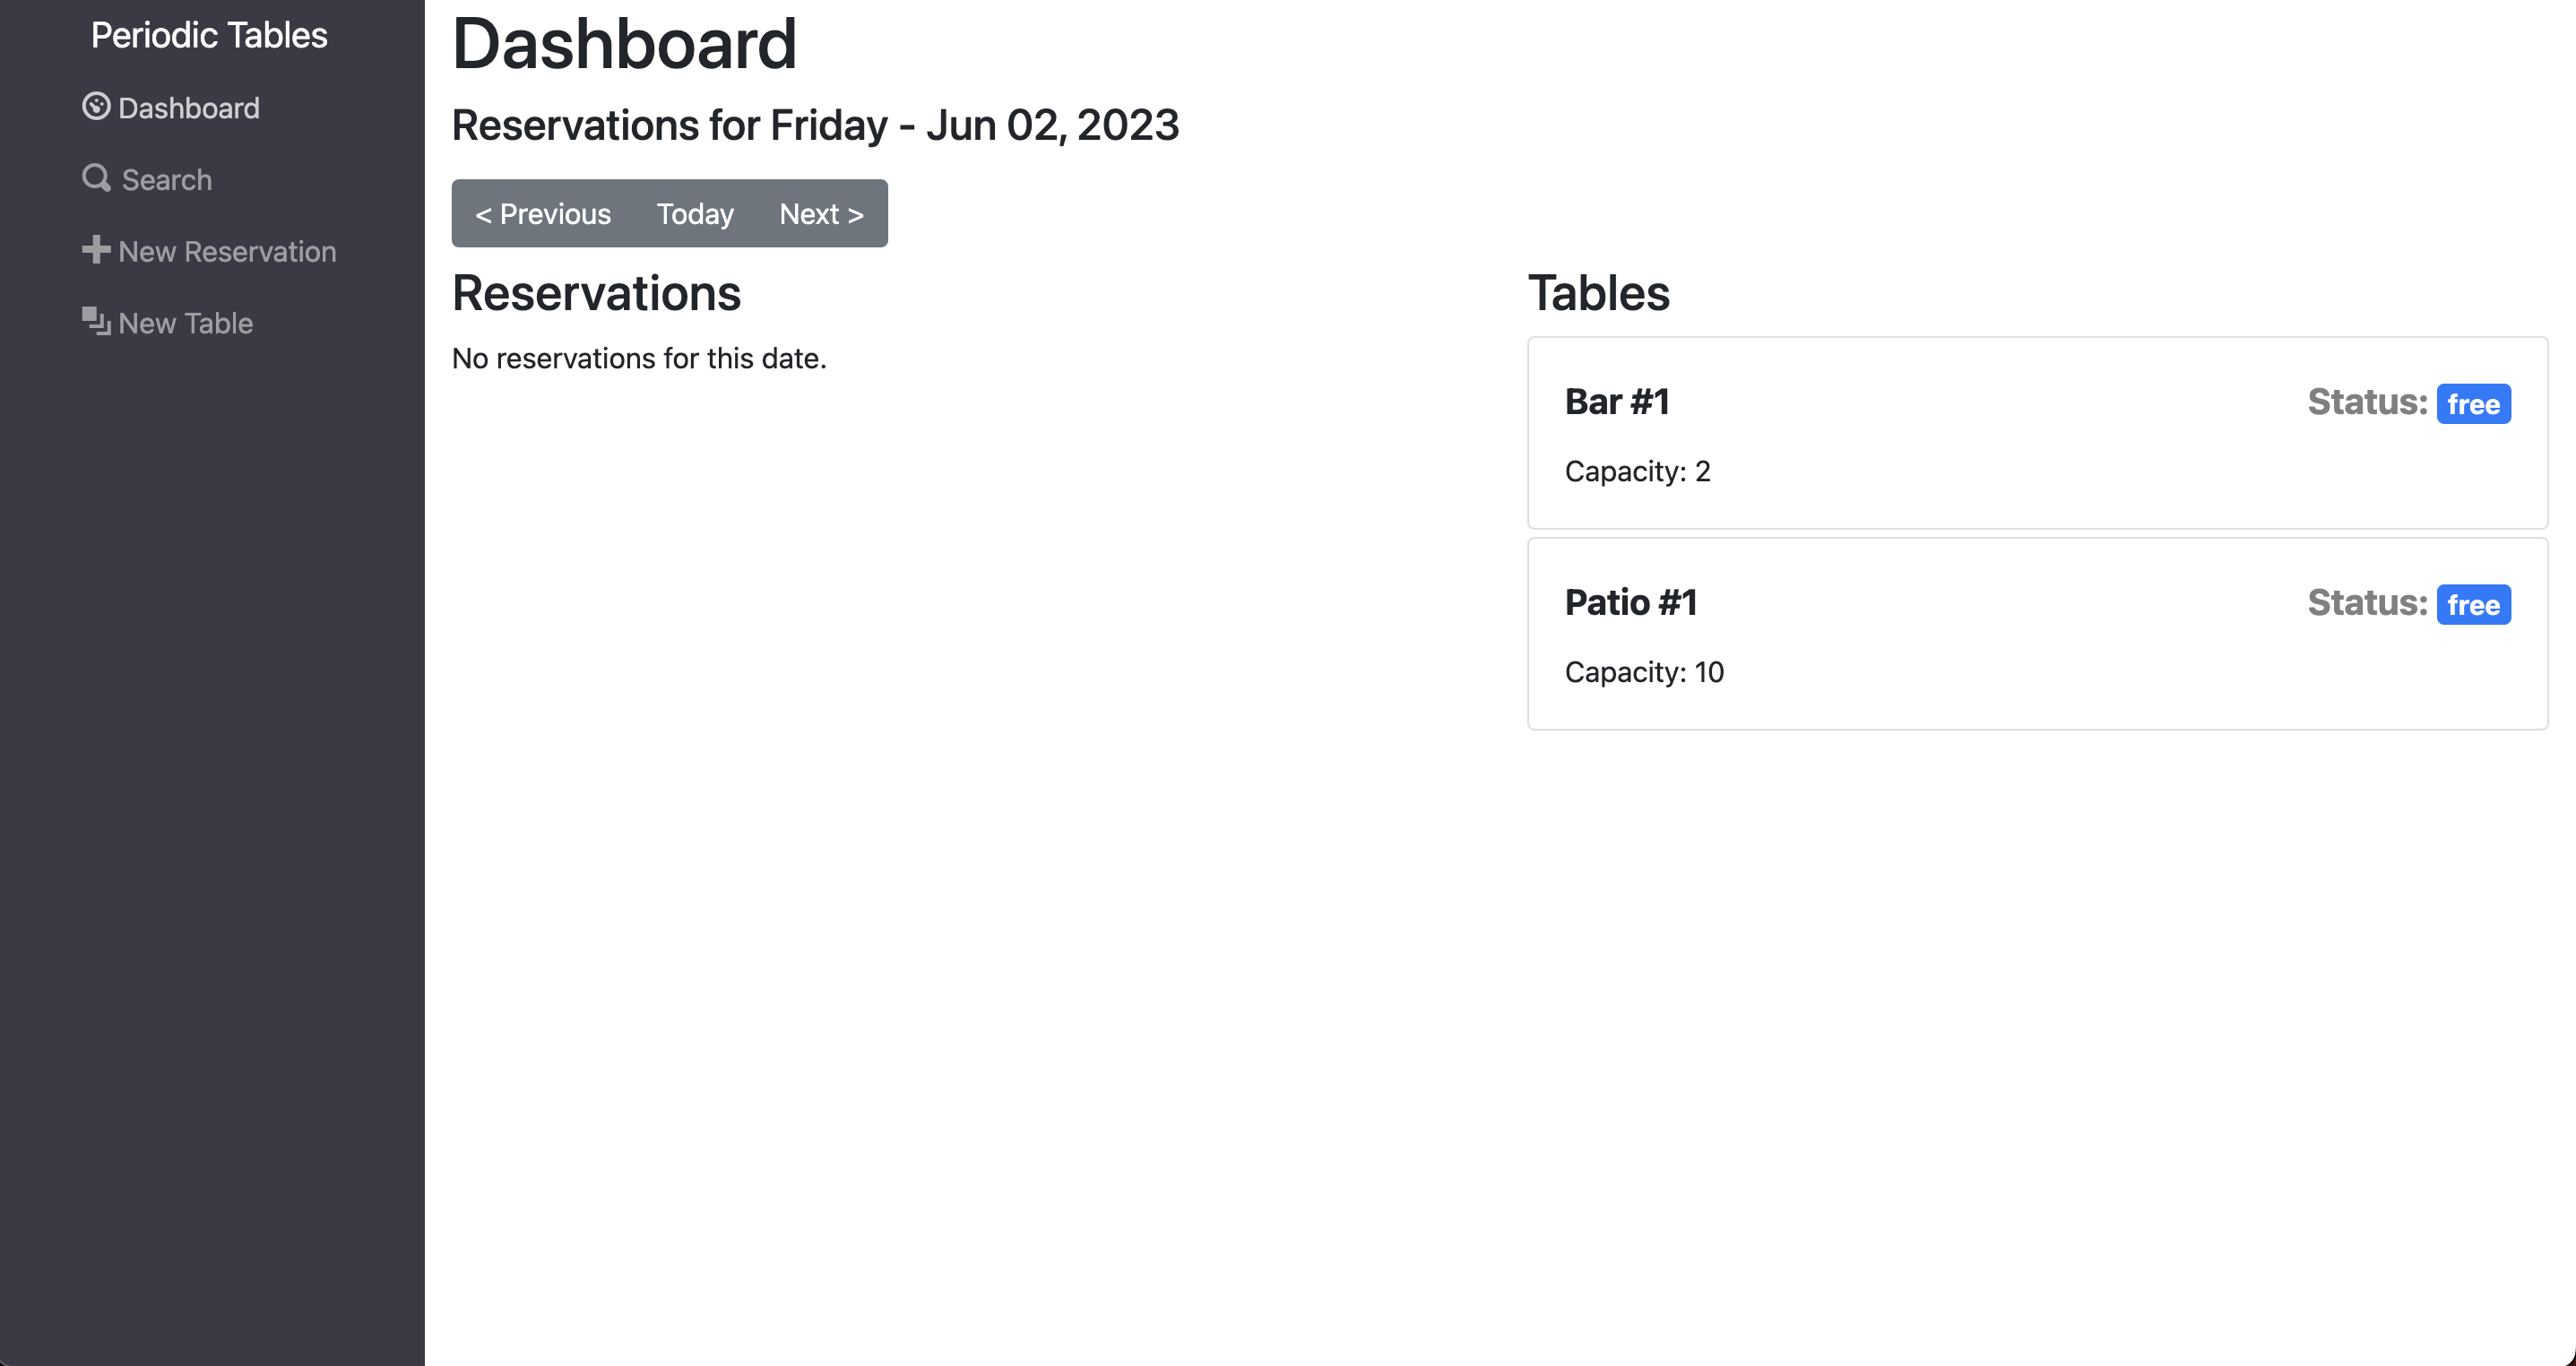 Periodic Tables
Dashboard
Search
New Reservation
New Table
Dashboard
Reservations for Friday - Jun 02, 2023
< Previous Today Next >
Reservations
No reservations for this date.
Tables
Bar #1 Status: free
Capacity: 2
Patio #1 Status: free
Capacity: 10